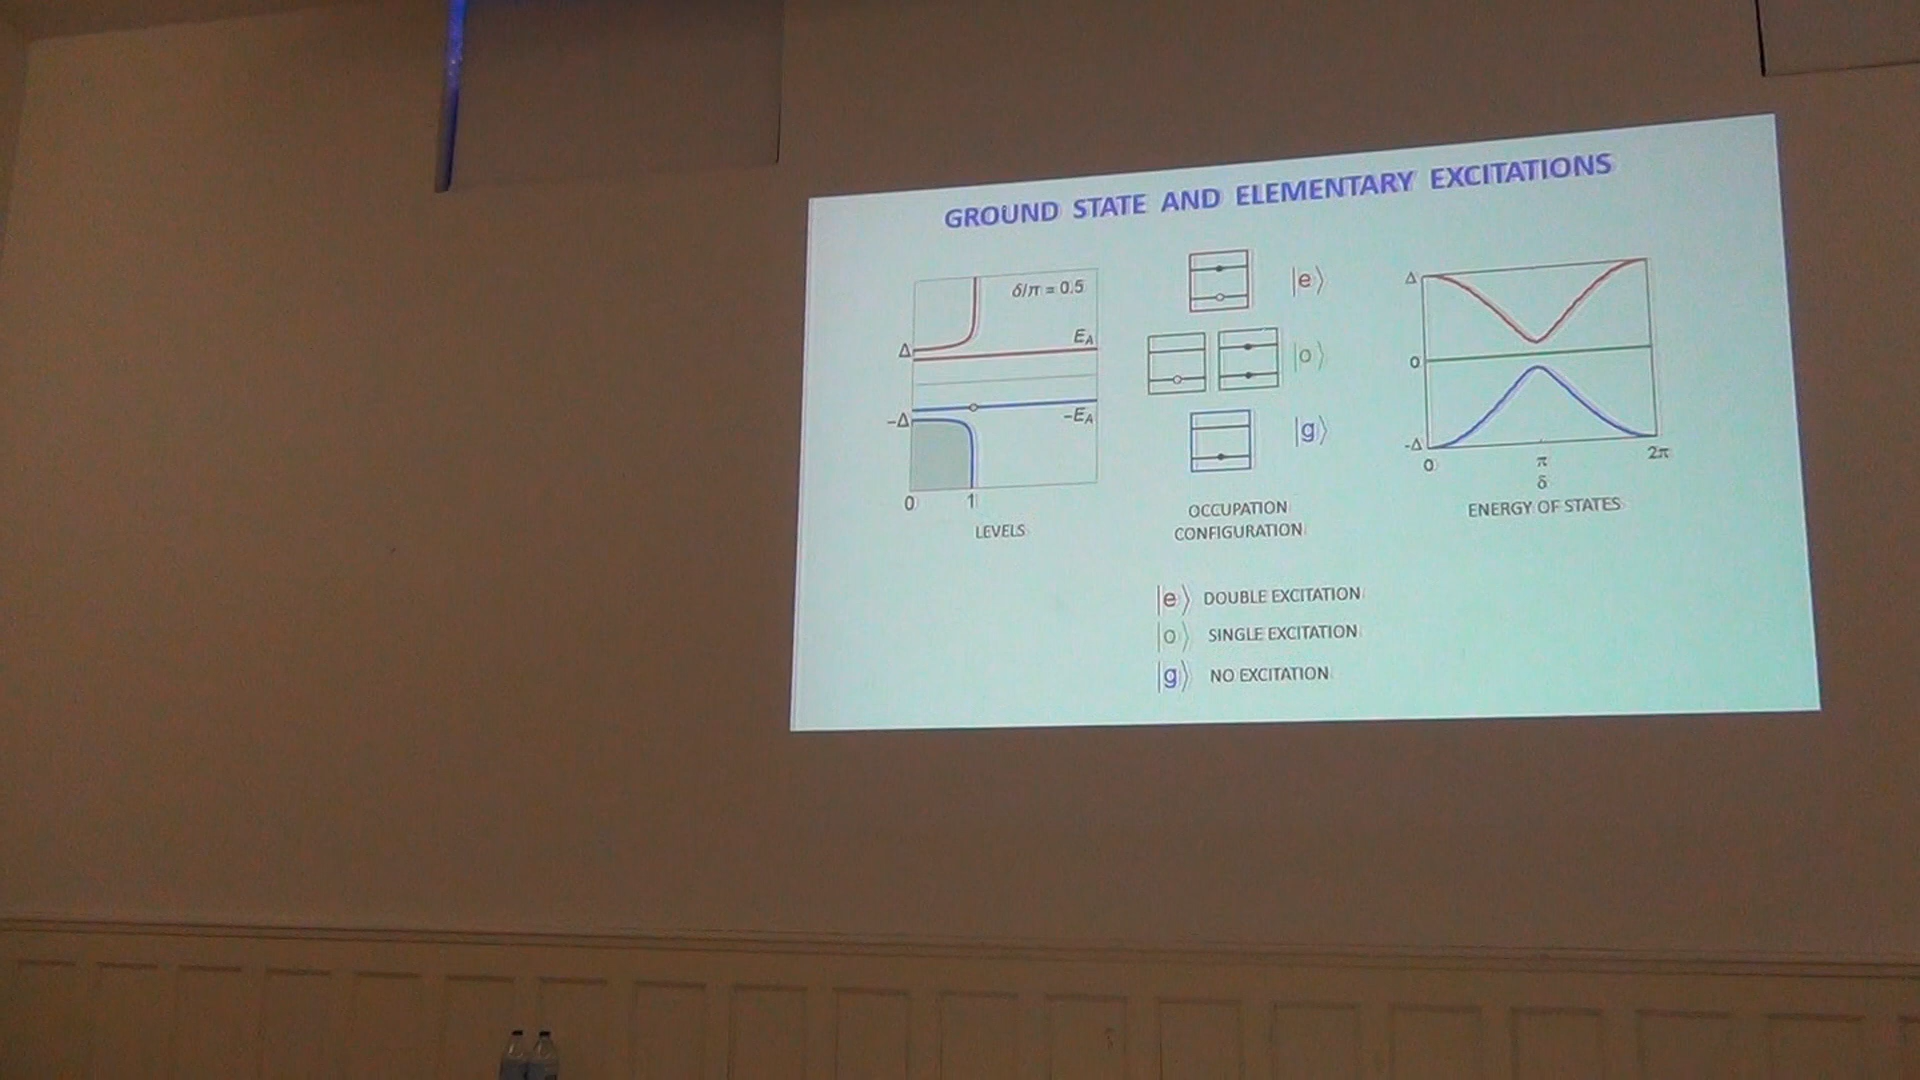 GROUND STATE AND ELEMENTARY EXCITATIONS
δ/π = 0.5
Δ
E_A
-Δ
-E_A
0 1
LEVELS
|e⟩
|o⟩
|g⟩
OCCUPATION
CONFIGURATION
Δ
0
-Δ
0 π 2π
δ
ENERGY OF STATES
|e⟩ DOUBLE EXCITATION
|o⟩ SINGLE EXCITATION
|g⟩ NO EXCITATION